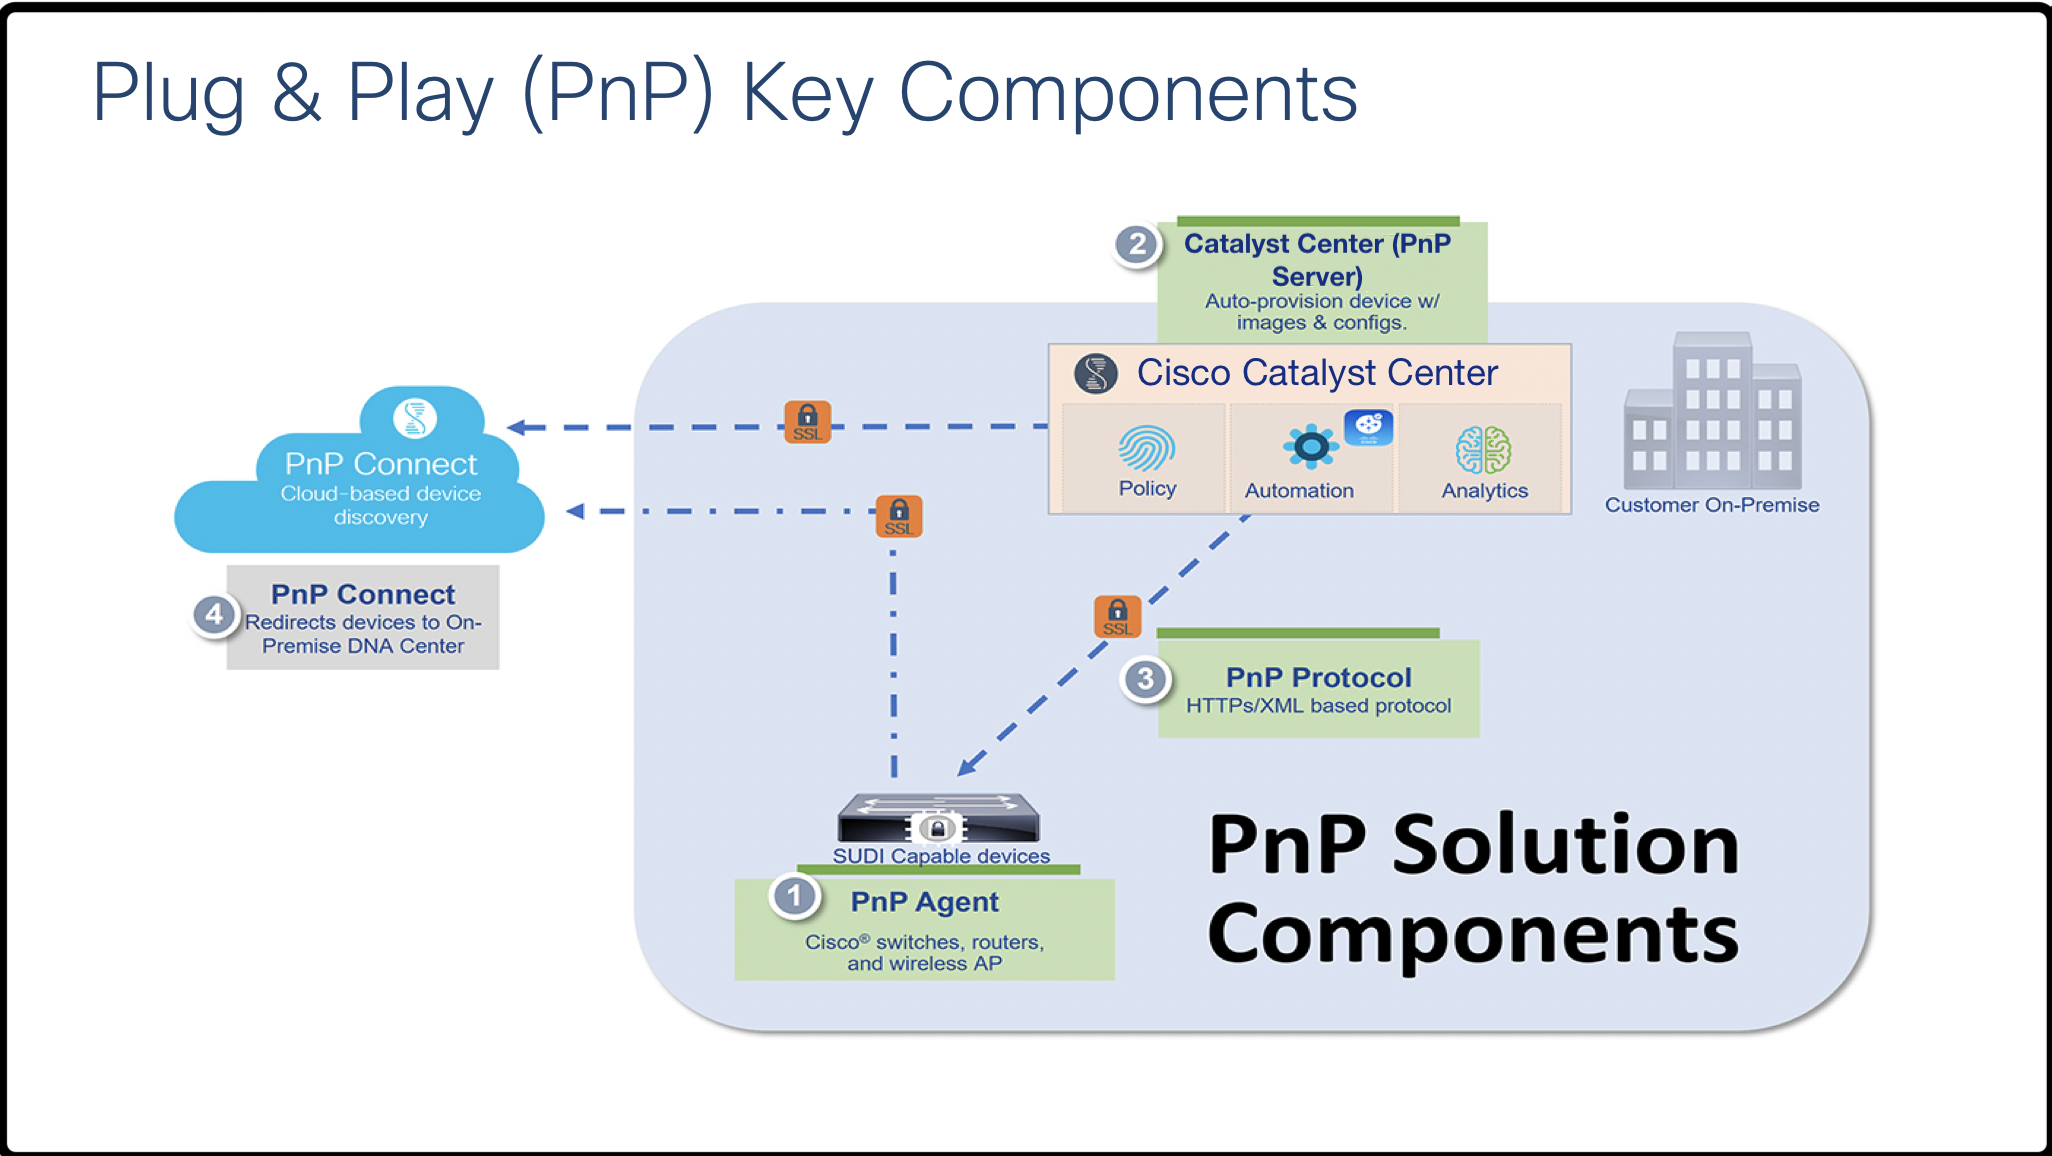 Plug & Play (PnP) Key Components
2
Catalyst Center (PnP
Server)
Auto-provision device w/
images & configs.
Cisco Catalyst Center
Policy
Automation
Analytics
Customer On-Premise
SSL
SSL
PnP Connect
Cloud-based device
discovery
4
PnP Connect
Redirects devices to On-
Premise DNA Center
SSL
3
PnP Protocol
HTTPs/XML based protocol
SUDI Capable devices
1
PnP Agent
Cisco® switches, routers,
and wireless AP
PnP Solution
Components